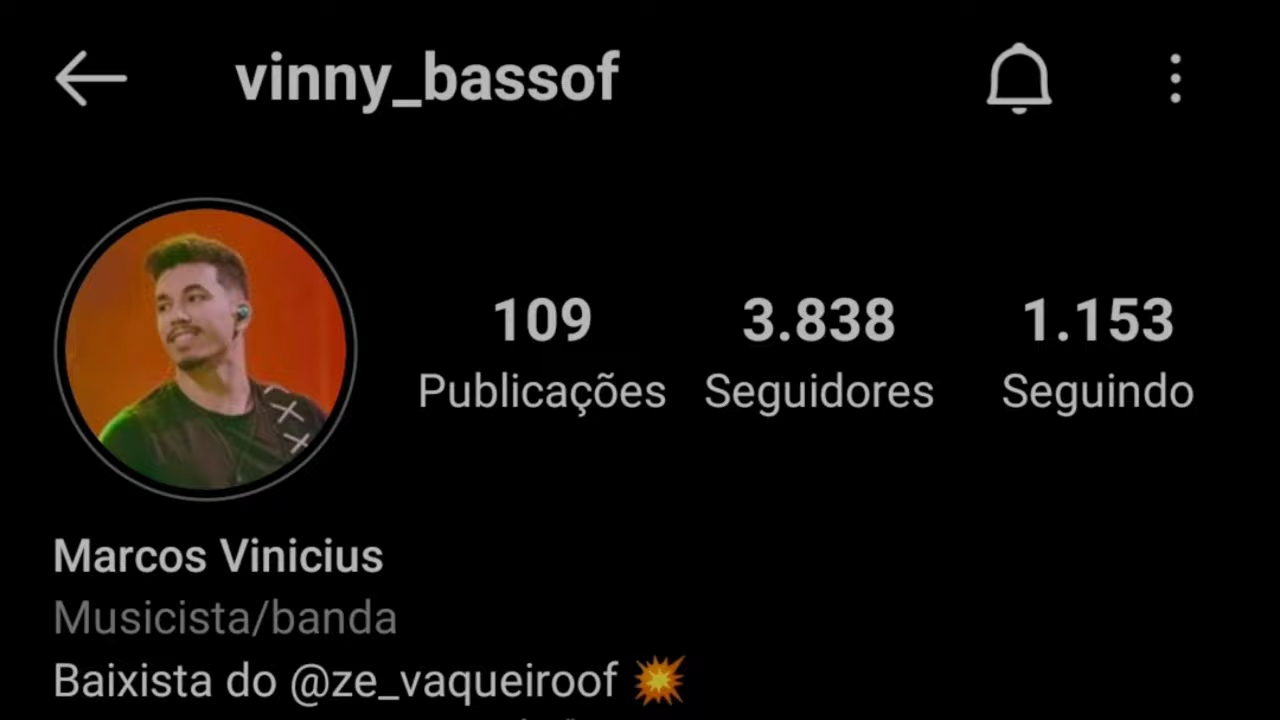 vinny_bassof
109 3.838 1.153
Publicações Seguidores Seguindo
Marcos Vinicius
Musicista/banda
Baixista do @ze_vaqueiroof 💥